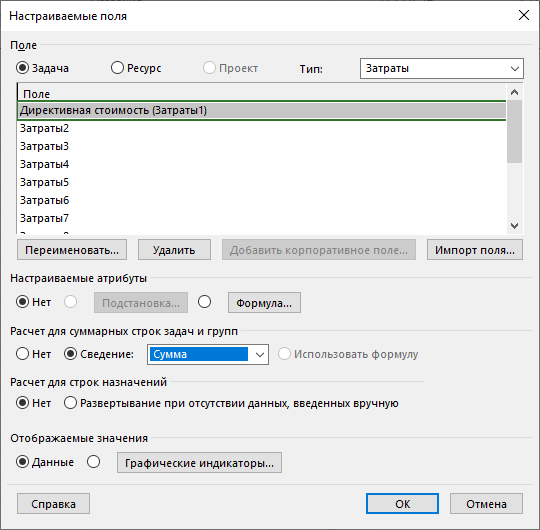 Настраиваемые поля
Поле
Задача Ресурс Проект Тип: Затраты
Поле
Директивная стоимость (Затраты1)
Затраты2
Затраты3
Затраты4
Затраты5
Затраты6
Затраты7
Переименовать... Удалить Добавить корпоративное поле... Импорт поля...
Настраиваемые атрибуты
Нет Подстановка... Формула...
Расчет для суммарных строк задач и групп
Нет Сведение: Сумма Использовать формулу
Расчет для строк назначений
Нет Развертывание при отсутствии данных, введенных вручную
Отображаемые значения
Данные Графические индикаторы...
Справка ОК Отмена